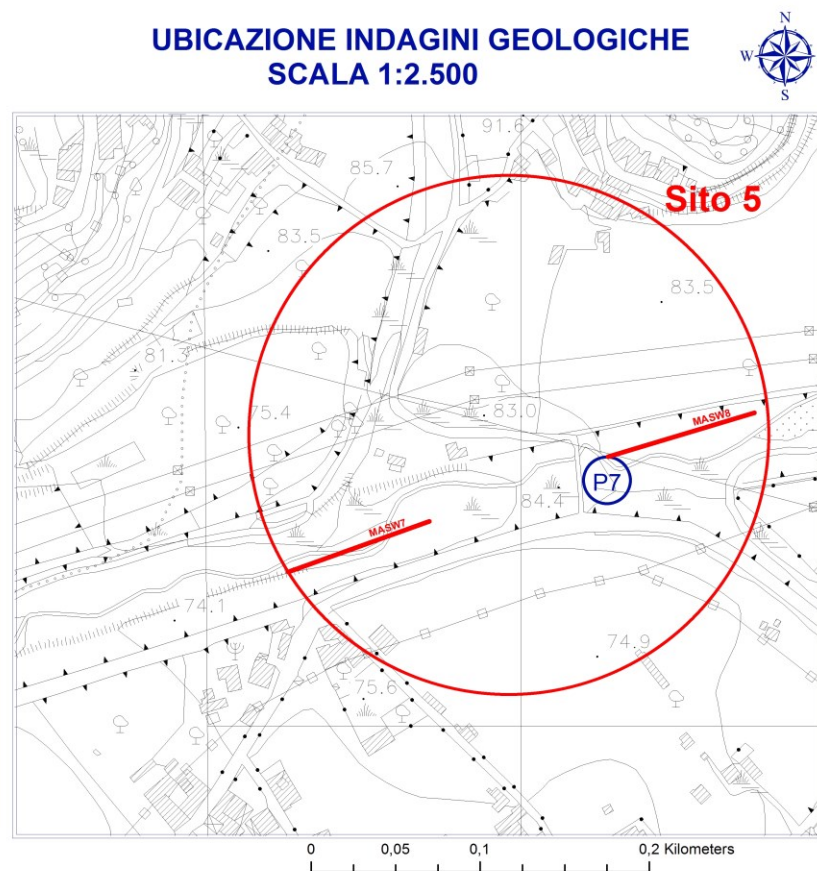 UBICAZIONE INDAGINI GEOLOGICHE
SCALA 1:2.500
N
W
S
91.6
85.7
Sito 5
83.5
83.5
81.3
75.4
83.0
MASW8
P7
84.4
MASW7
74.1
74.9
75.6
0 0,05 0,1 0,2 Kilometers